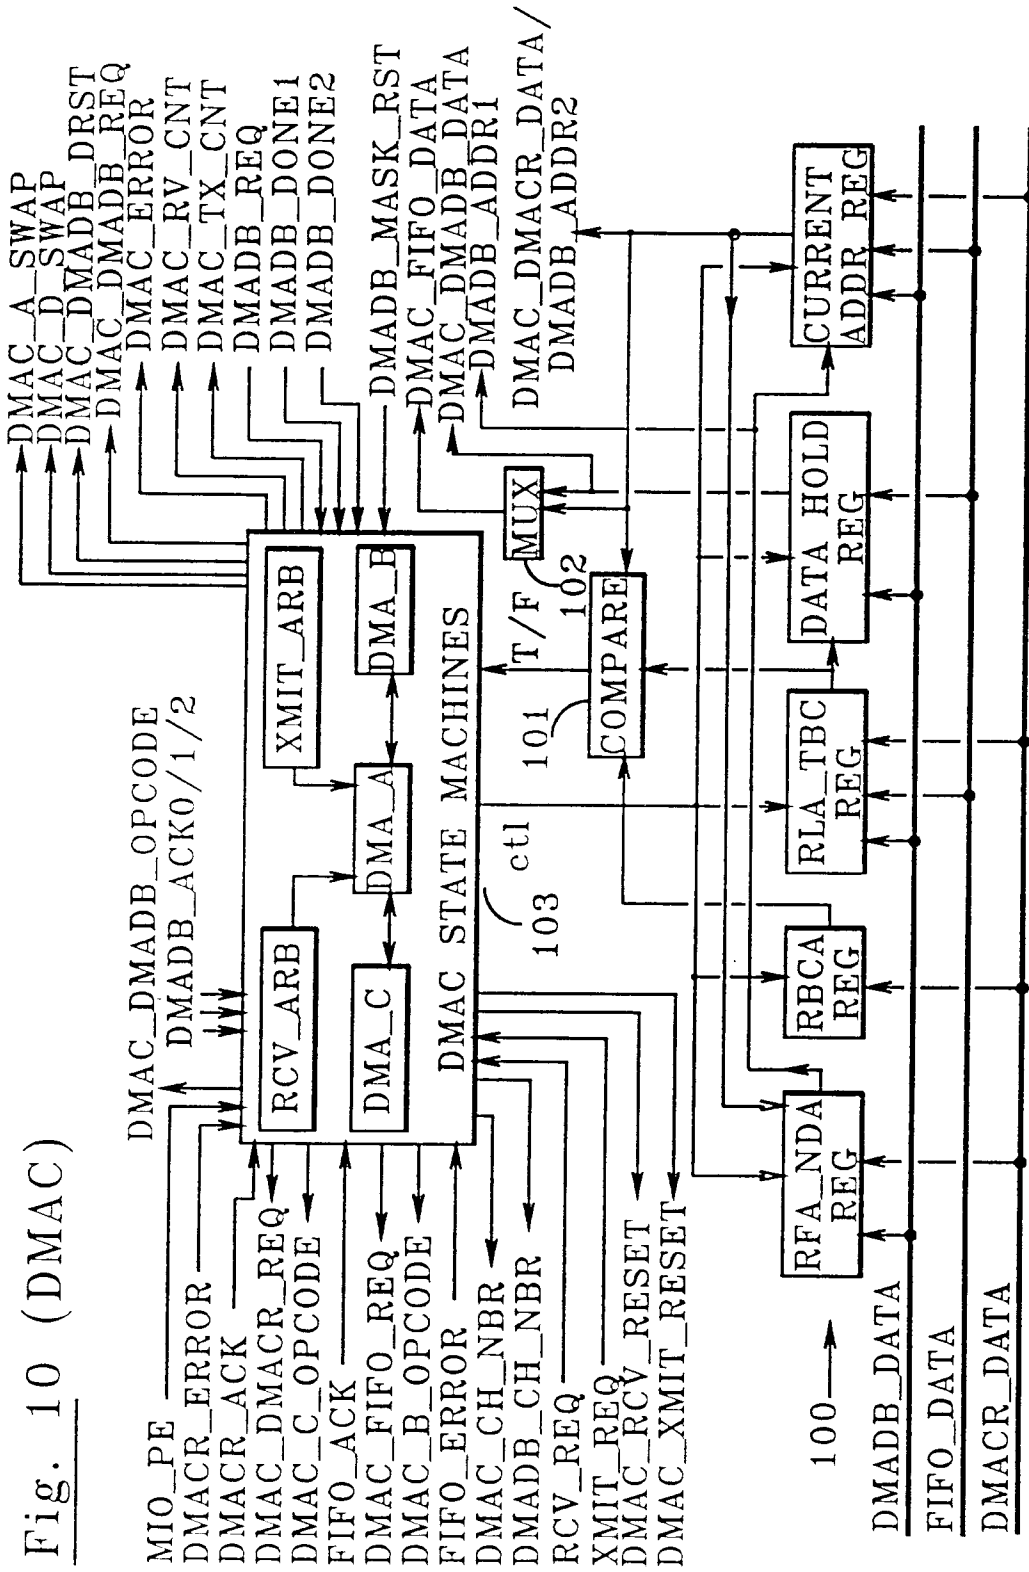 Fig. 10 (DMAC)
MIO_PE
DMACR_ERROR
DMACR_ACK
DMAC_DMACR_REQ
DMAC_C_OPCODE
FIFO_ACK
DMAC_FIFO_REQ
DMAC_B_OPCODE
FIFO_ERROR
DMAC_CH_NBR
DMADB_CH_NBR
RCV_REQ
XMIT_REQ
DMAC_RCV_RESET
DMAC_XMIT_RESET
DMAC_DMADB_OPCODE
DMADB_ACK0/1/2
DMAC_A_SWAP
DMAC_D_SWAP
DMAC_DMADB_DRST
DMAC_DMADB_REQ
DMAC_ERROR
DMAC_RV_CNT
DMAC_TX_CNT
DMADB_REQ
DMADB_DONE1
DMADB_DONE2
DMADB_MASK_RST
DMAC_FIFO_DATA
DMAC_DMADB_DATA
DMADB_ADDR1
DMAC_DMACR_DATA/
DMADB_ADDR2
RCV_ARB
XMIT_ARB
DMA_C
DMA_A
DMA_B
DMAC STATE MACHINES
103
ctl
101
T/F
102
MUX
COMPARE
RFA_NDA
REG
RBCA
REG
RLA_TBC
REG
DATA HOLD
REG
CURRENT
ADDR REG
100
DMADB_DATA
FIFO_DATA
DMACR_DATA